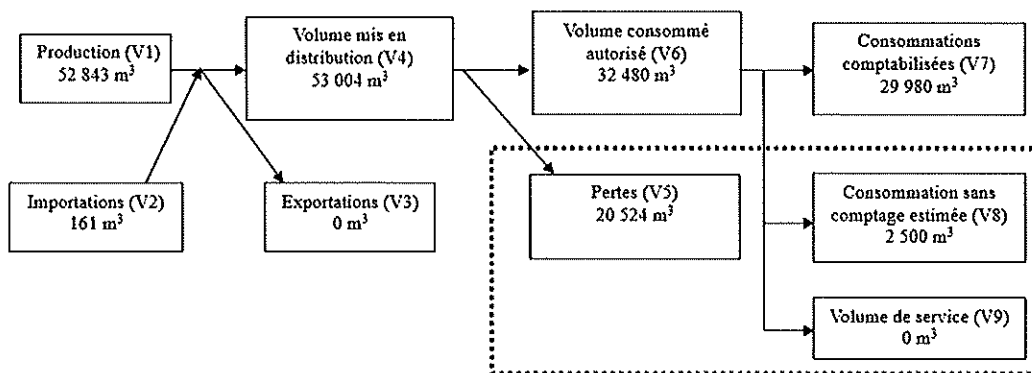 Production (V1)
52 843 m³
Volume mis en
distribution (V4)
53 004 m³
Volume consommé
autorisé (V6)
32 480 m³
Consommations
comptabilisées (V7)
29 980 m³
Importations (V2)
161 m³
Exportations (V3)
0 m³
Pertes (V5)
20 524 m³
Consommation sans
comptage estimée (V8)
2 500 m³
Volume de service (V9)
0 m³